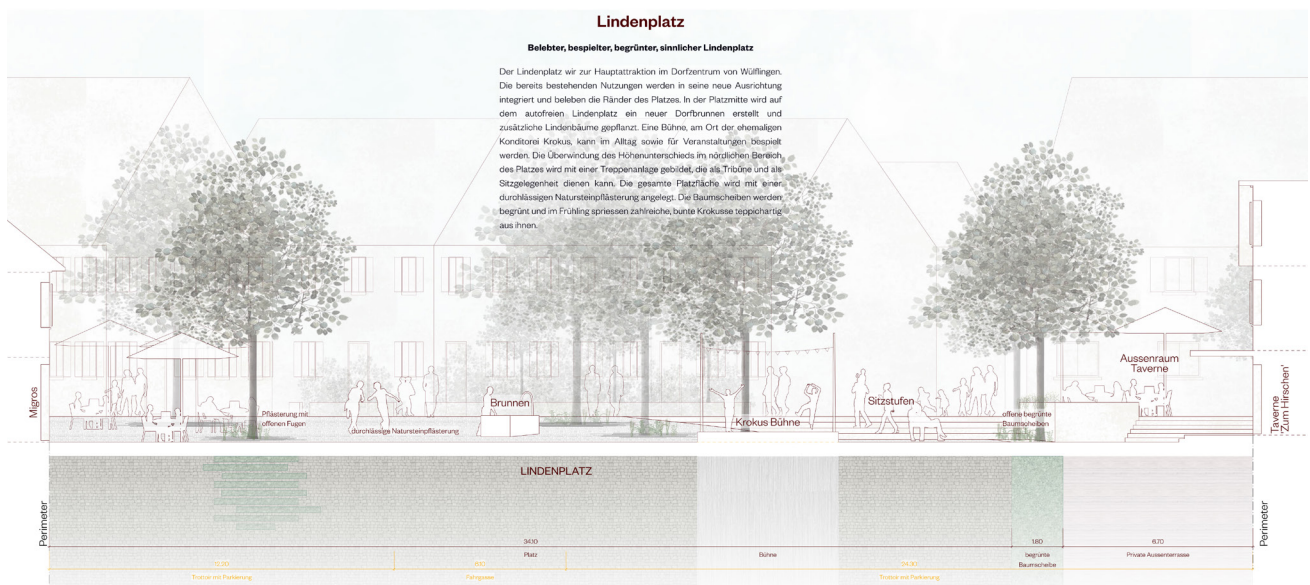 Lindenplatz
Belebter, bespielter, begrünter, sinnlicher Lindenplatz
Der Lindenplatz wir zur Hauptattraktion im Dorfzentrum von Wülflingen.
Die bereits bestehenden Nutzungen werden in seine neue Ausrichtung
integriert und beleben die Ränder des Platzes. In der Platzmitte wird auf
dem autofreien Lindenplatz ein neuer Dorfbrunnen erstellt und
zusätzliche Lindenbäume gepflanzt. Eine Bühne, am Ort der ehemaligen
Konditorei Krokus, kann im Alltag sowie für Veranstaltungen bespielt
werden. Die Überwindung des Höhenunterschieds im nördlichen Bereich
des Platzes wird mit einer Treppenanlage gebildet, die als Tribüne und als
Sitzgelegenheit dienen kann. Die gesamte Platzfläche wird mit einer
durchlässigen Natursteinpflästerung angelegt. Die Baumscheiben werden
begrünt und im Frühling spriessen zahlreiche, bunte Krokusse teppichartig
aus ihnen.
Migros
Pflästerung mit
offenen Fugen
durchlässige Natursteinpflästerung
Brunnen
Krokus Bühne
Sitzstufen
offene begrünte
Baumscheiben
Aussenraum
Taverne
Taverne
'Zum Hirschen'
LINDENPLATZ
Perimeter
Perimeter
34.10
1.80
6.70
Platz
Bühne
begrünte
Baumscheibe
Private Aussenterrasse
Trottoir mit Parkierung
Fahrgasse
Trottoir mit Parkierung